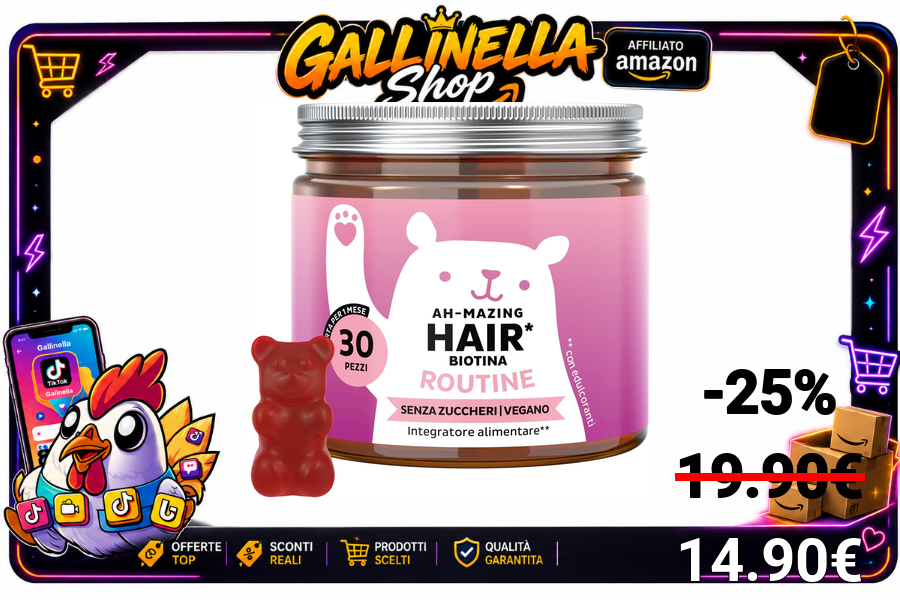 GALLINELLA
Shop
AFFILIATO
amazon
Gallinella
TikTok
Gallinella
TA PER 1 MESE
30
PEZZI
AH-MAZING
HAIR*
BIOTINA
ROUTINE
SENZA ZUCCHERI | VEGANO
Integratore alimentare**
** con edulcoranti
-25%
19.90€
14.90€
OFFERTE
TOP
SCONTI
REALI
PRODOTTI
SCELTI
QUALITÀ
GARANTITA